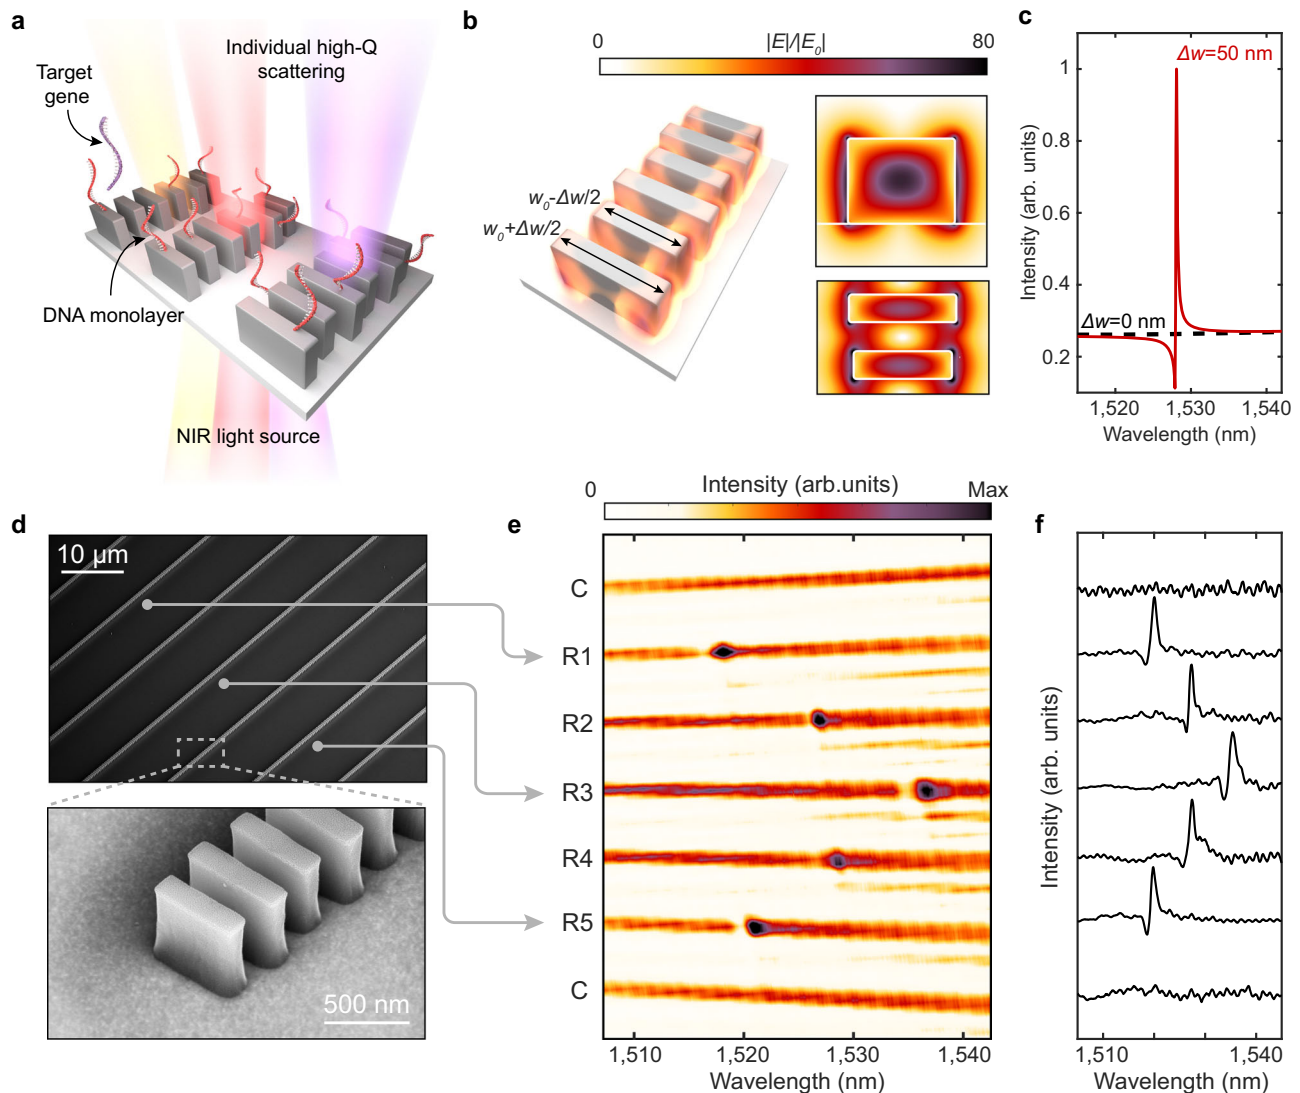 a
Individual high-Q
scattering
Target
gene
DNA monolayer
NIR light source
b
0
|E|/|E₀|
80
w₀-Δw/2
w₀+Δw/2
c
Δw=50 nm
Δw=0 nm
1
0.8
0.6
0.4
0.2
Intensity (arb. units)
1,520
1,530
1,540
Wavelength (nm)
d
10 µm
500 nm
e
0
Intensity (arb.units)
Max
C
R1
R2
R3
R4
R5
C
1,510
1,520
1,530
1,540
Wavelength (nm)
f
Intensity (arb. units)
1,510
1,540
Wavelength (nm)